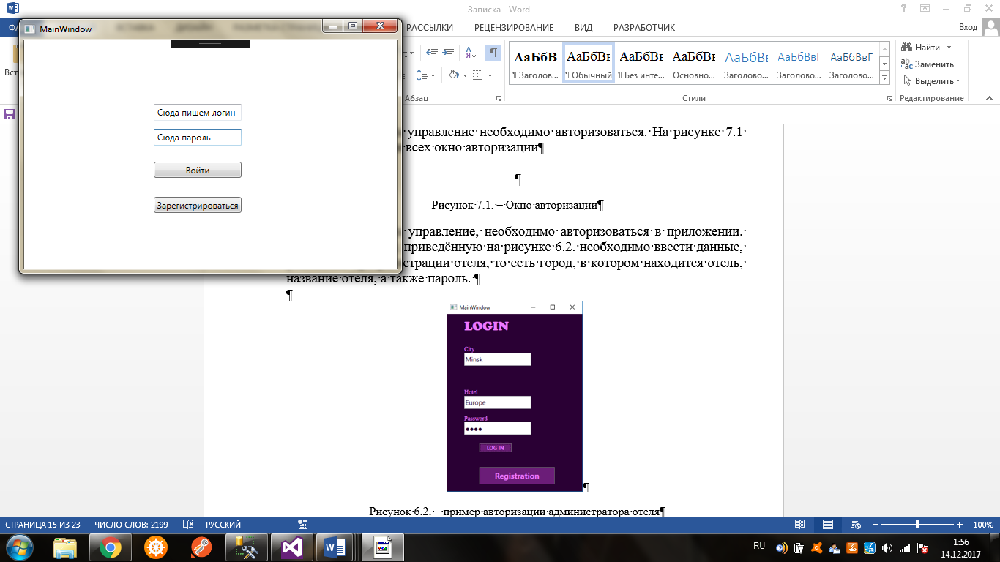 Записка - Word
MainWindow
РАССЫЛКИ
РЕЦЕНЗИРОВАНИЕ
ВИД
РАЗРАБОТЧИК
Вход
АаБбВ
АаБбВв
АаБбВв
АаБбВв
АаБбВв
АаБбВвГ
АаБбВвГ
¶ Заголов...
¶ Обычный
¶ Без инте...
Основно...
Заголово...
Заголово...
Заголово...
Найти
Заменить
Выделить
Абзац
Стили
Редактирование
Сюда пишем логин
Сюда пароль
Войти
Зарегистрироваться
управление необходимо авторизоваться. На рисунке 7.1
всех окно авторизации¶
¶
Рисунок 7.1. – Окно авторизации¶
управление, необходимо авторизоваться в приложении.
приведённую на рисунке 6.2. необходимо ввести данные,
страции отеля, то есть город, в котором находится отель,
название отеля, а также пароль. ¶
¶
MainWindow
LOGIN
City
Minsk
Hotel
Europe
Password
LOG IN
Registration
¶
Рисунок 6.2. – пример авторизации администратора отеля¶
СТРАНИЦА 15 ИЗ 23
ЧИСЛО СЛОВ: 2199
РУССКИЙ
100%
RU
1:56
14.12.2017